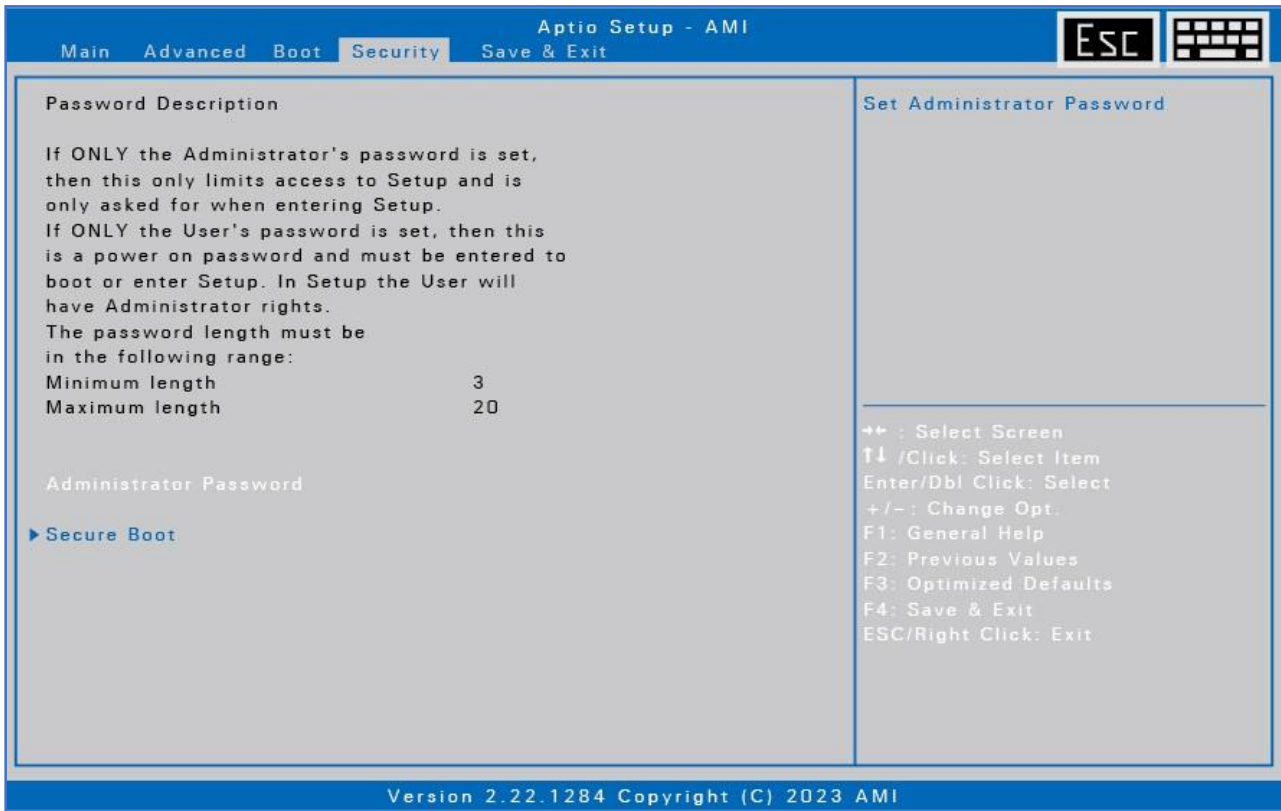 Aptio Setup - AMI
Main Advanced Boot Security Save & Exit
ESC
Password Description
If ONLY the Administrator's password is set,
then this only limits access to Setup and is
only asked for when entering Setup.
If ONLY the User's password is set, then this
is a power on password and must be entered to
boot or enter Setup. In Setup the User will
have Administrator rights.
The password length must be
in the following range:
Minimum length 3
Maximum length 20
Administrator Password
Secure Boot
Set Administrator Password
→← : Select Screen
↑↓ /Click: Select Item
Enter/Dbl Click: Select
+/-: Change Opt.
F1: General Help
F2: Previous Values
F3: Optimized Defaults
F4: Save & Exit
ESC/Right Click: Exit
Version 2.22.1284 Copyright (C) 2023 AMI